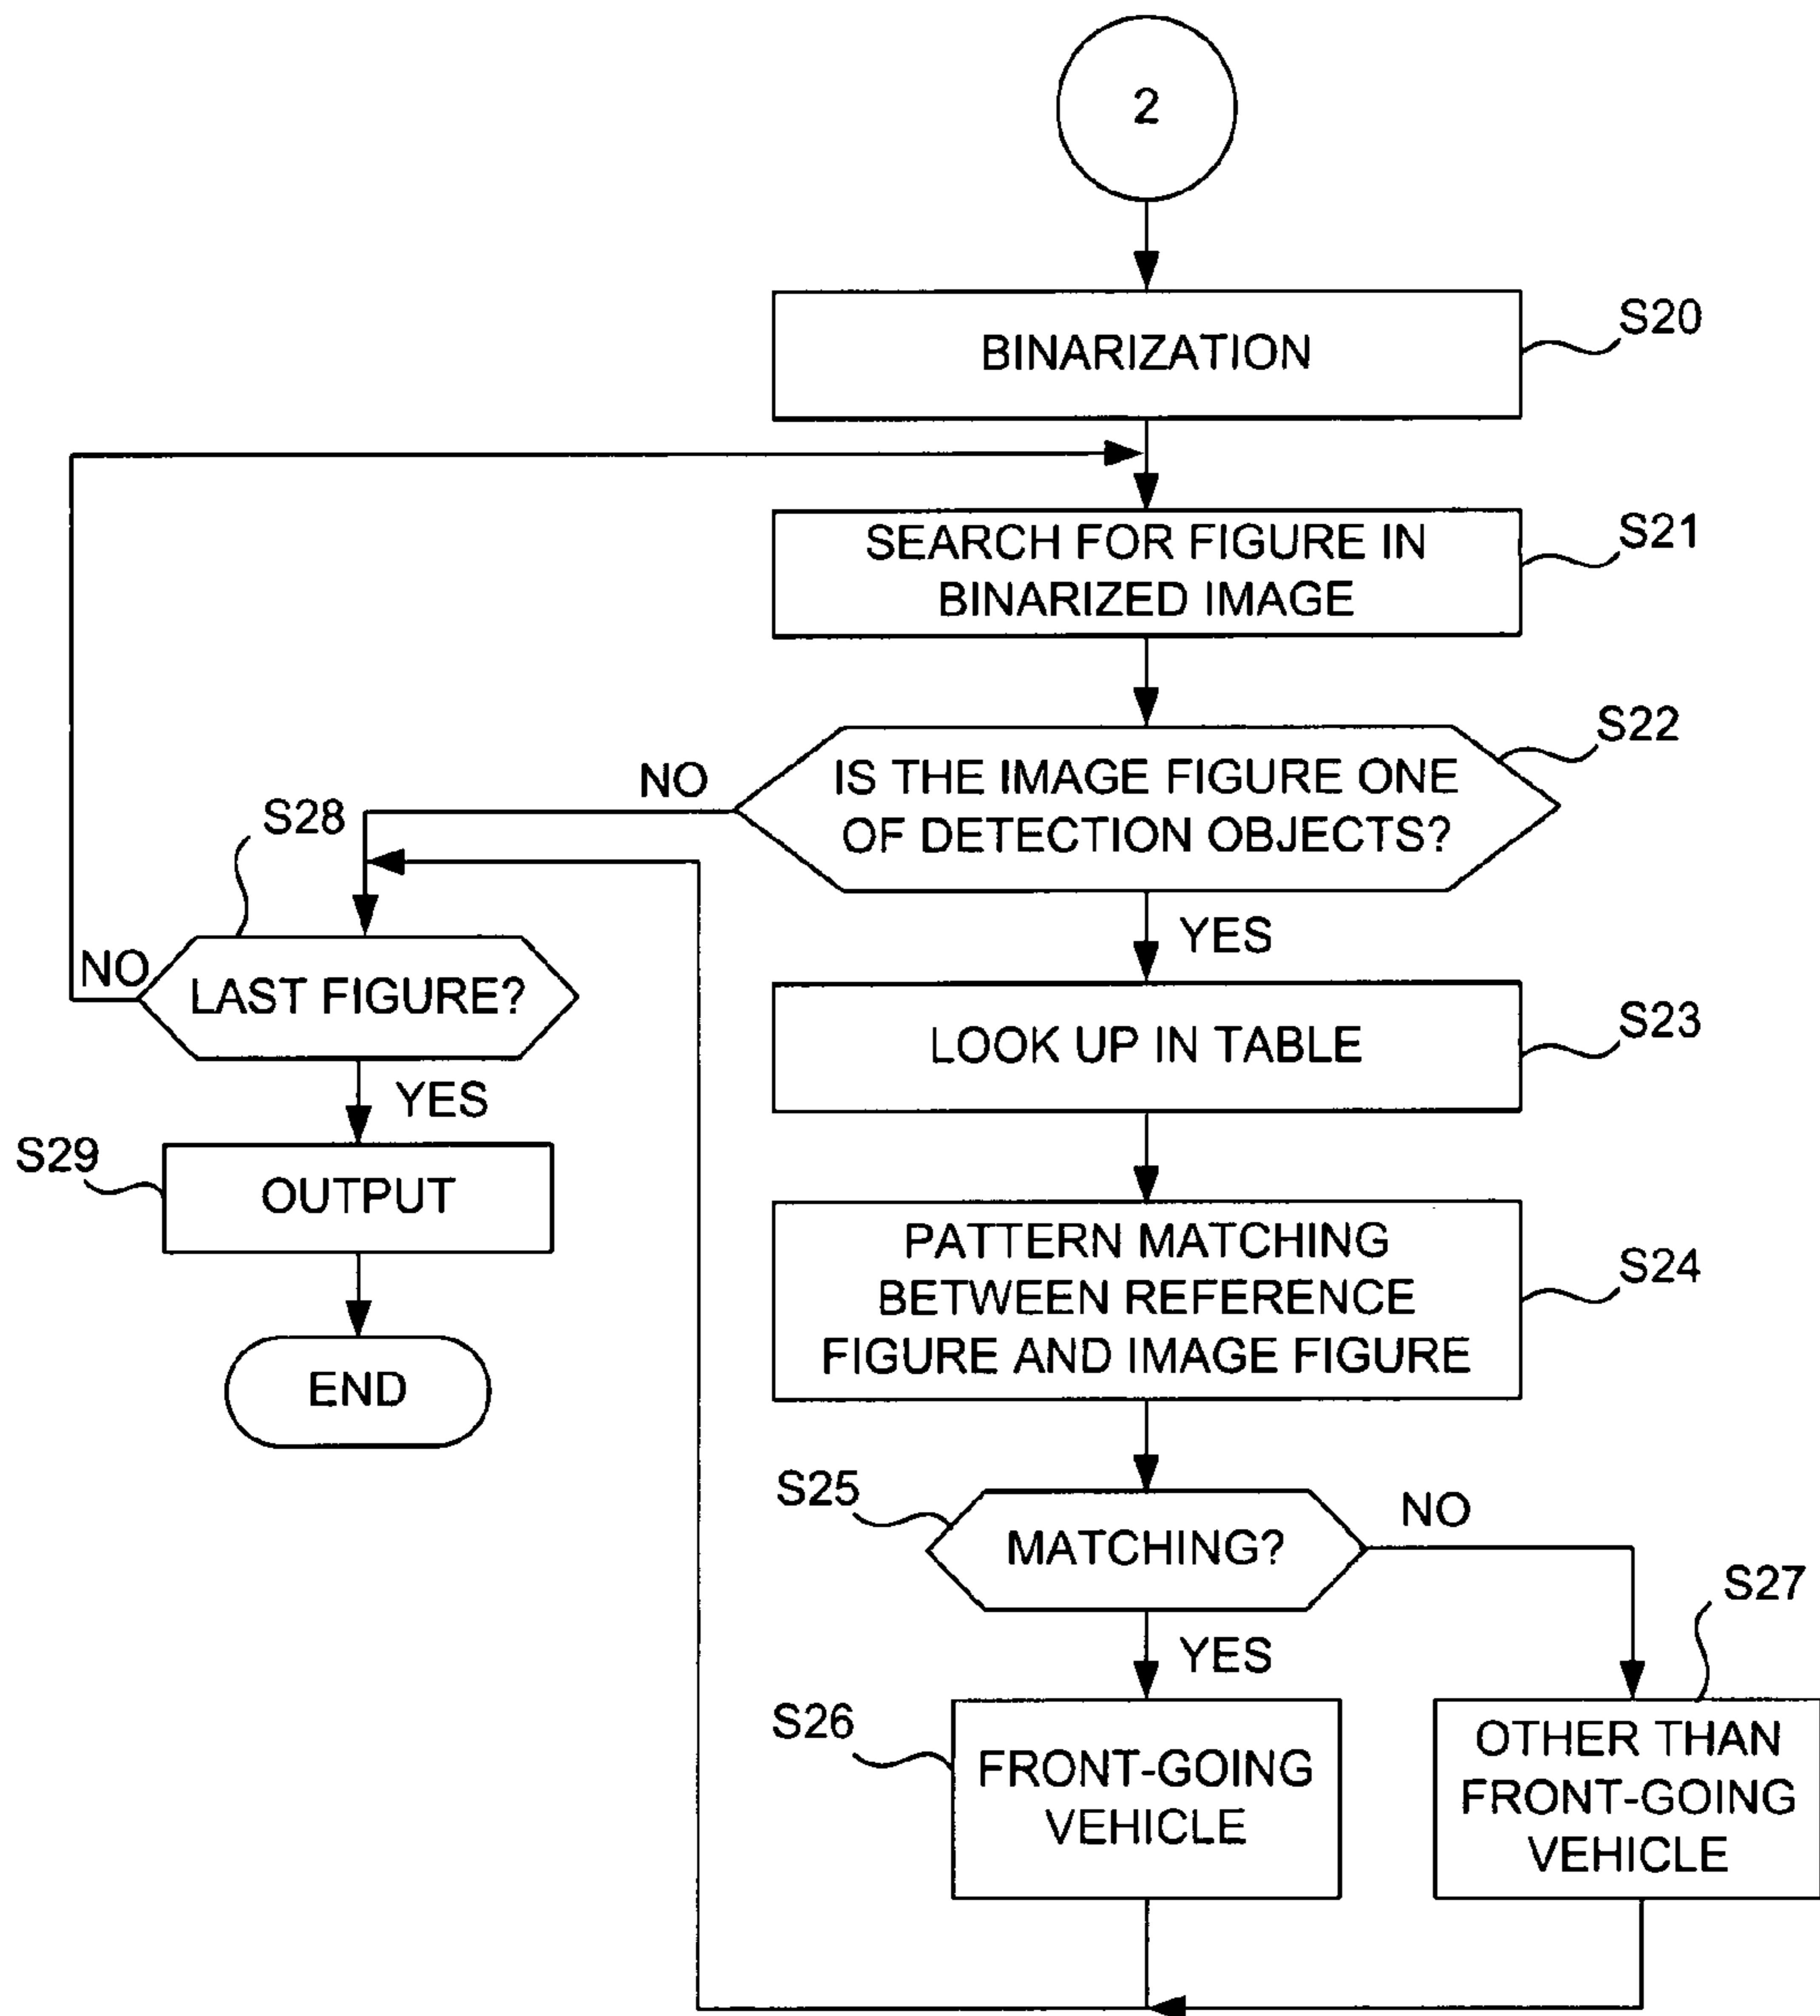 2
BINARIZATION
S20
SEARCH FOR FIGURE IN
BINARIZED IMAGE
S21
IS THE IMAGE FIGURE ONE
OF DETECTION OBJECTS?
S22
NO
YES
S28
LAST FIGURE?
NO
YES
S29
OUTPUT
END
LOOK UP IN TABLE
S23
PATTERN MATCHING
BETWEEN REFERENCE
FIGURE AND IMAGE FIGURE
S24
S25
MATCHING?
NO
YES
S26
FRONT-GOING
VEHICLE
S27
OTHER THAN
FRONT-GOING
VEHICLE